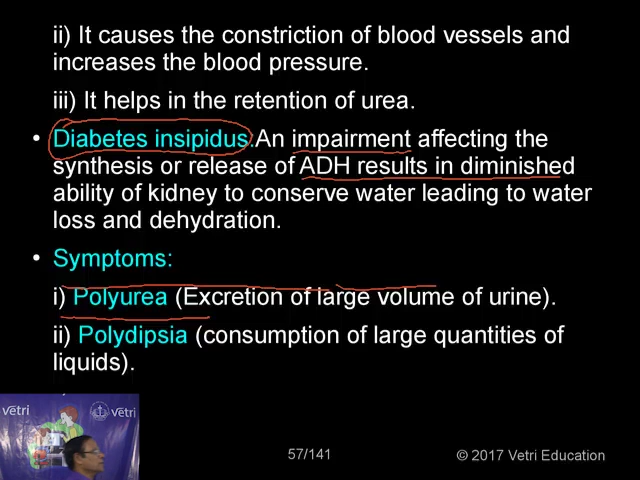 ii) It causes the constriction of blood vessels and
increases the blood pressure.
iii) It helps in the retention of urea.
• Diabetes insipidus:An impairment affecting the
synthesis or release of ADH results in diminished
ability of kidney to conserve water leading to water
loss and dehydration.
• Symptoms:
i) Polyurea (Excretion of large volume of urine).
ii) Polydipsia (consumption of large quantities of
liquids).
Vetri
Vetri
57/141
© 2017 Vetri Education